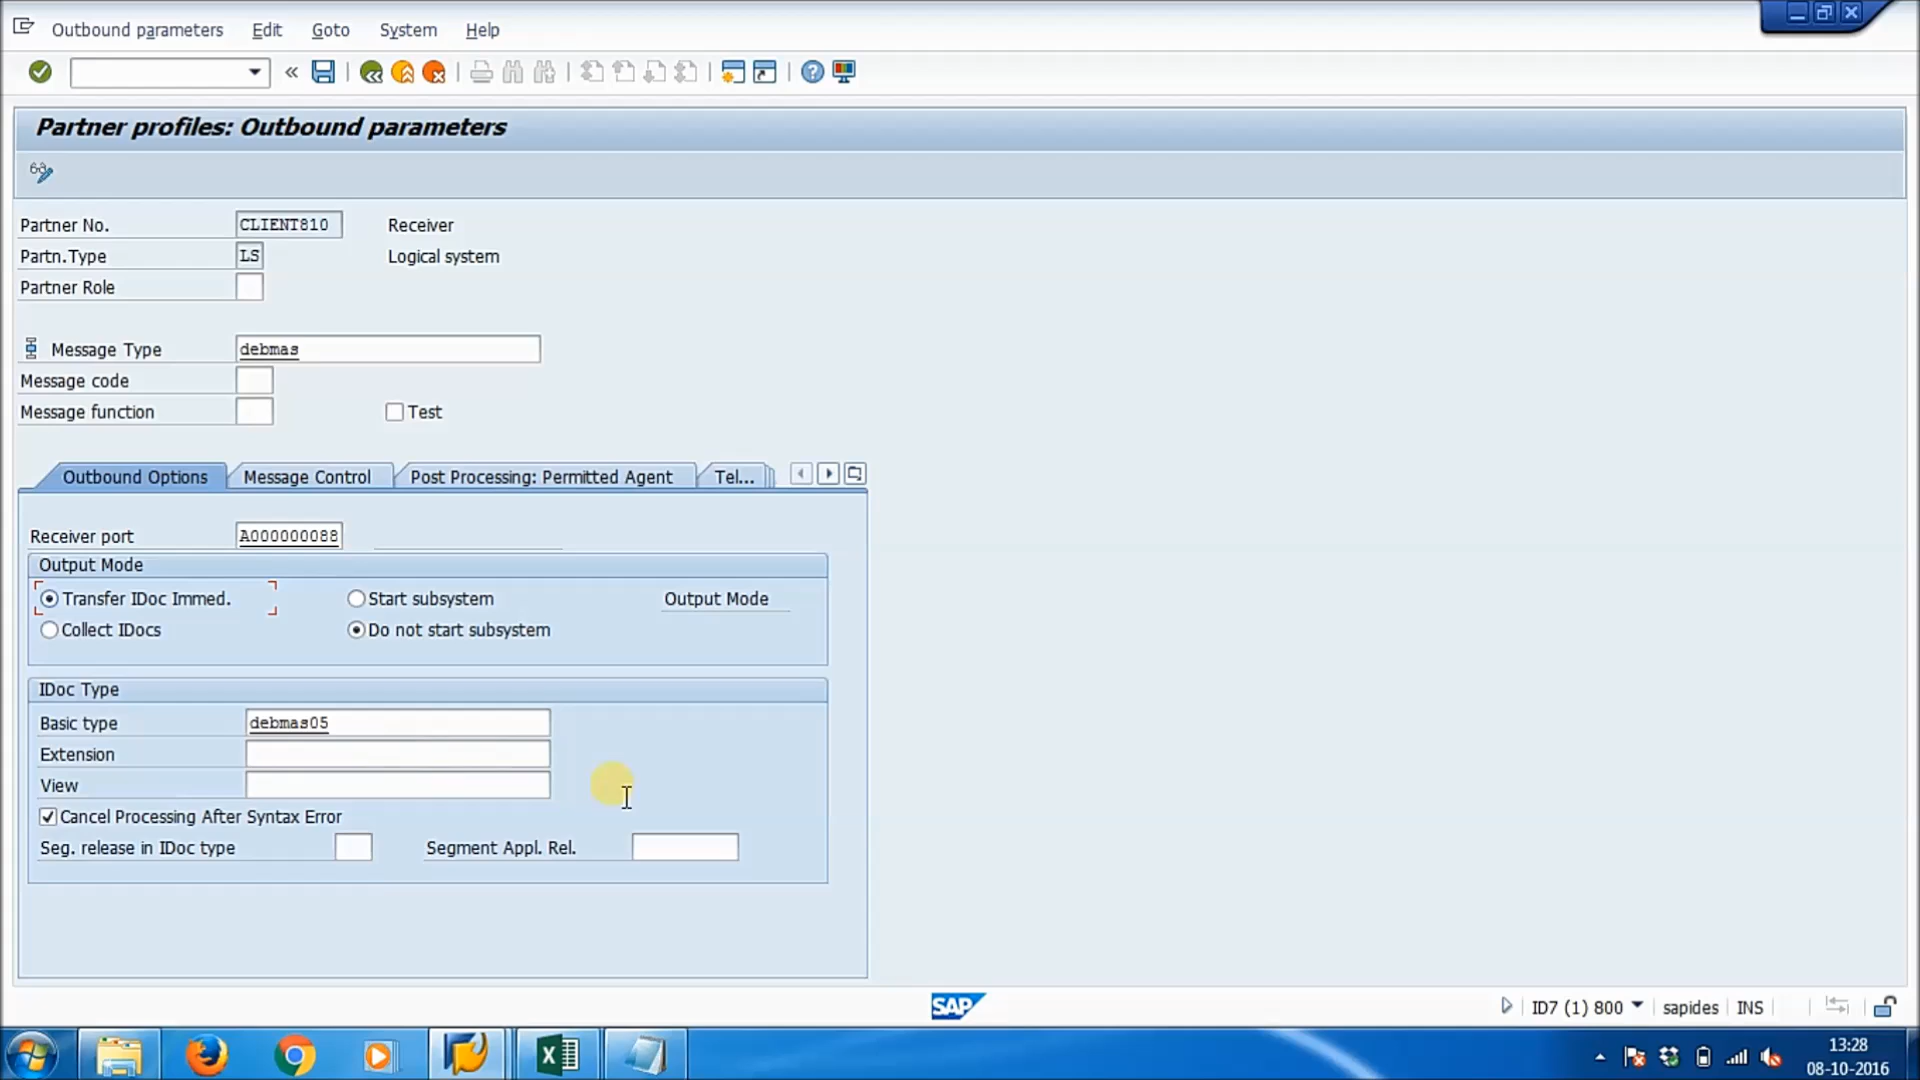 Outbound parameters Edit Goto System Help
Partner profiles: Outbound parameters
Partner No. CLIENT810 Receiver
Partn.Type LS Logical system
Partner Role
Message Type debmas
Message code
Message function Test
Outbound Options Message Control Post Processing: Permitted Agent Tel...
Receiver port A000000088
Output Mode
Transfer IDoc Immed. Start subsystem Output Mode
Collect IDocs Do not start subsystem
IDoc Type
Basic type debmas05
Extension
View
Cancel Processing After Syntax Error
Seg. release in IDoc type Segment Appl. Rel.
SAP ID7 (1) 800 sapides INS
13:28
08-10-2016